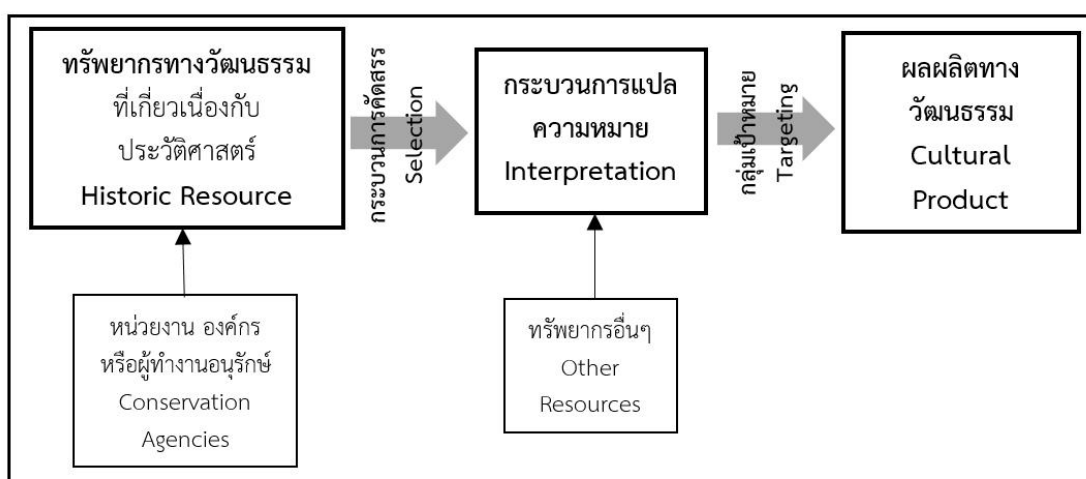 ทรัพยากรทางวัฒนธรรม
ที่เกี่ยวเนื่องกับ
ประวัติศาสตร์
Historic Resource
กระบวนการคัดสรร
Selection
กระบวนการแปล
ความหมาย
Interpretation
กลุ่มเป้าหมาย
Targeting
ผลผลิตทาง
วัฒนธรรม
Cultural
Product
หน่วยงาน องค์กร
หรือผู้ทำงานอนุรักษ์
Conservation
Agencies
ทรัพยากรอื่นๆ
Other
Resources